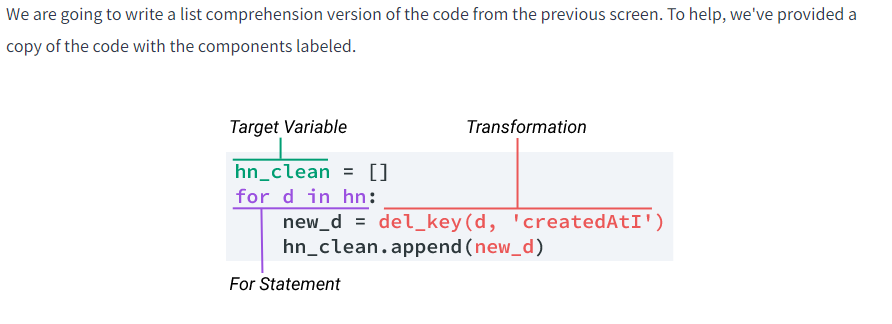 We are going to write a list comprehension version of the code from the previous screen. To help, we've provided a
copy of the code with the components labeled.
Target Variable
Transformation
hn_clean = []
for d in hn:
    new_d = del_key(d, 'createdAtI')
    hn_clean.append(new_d)
For Statement